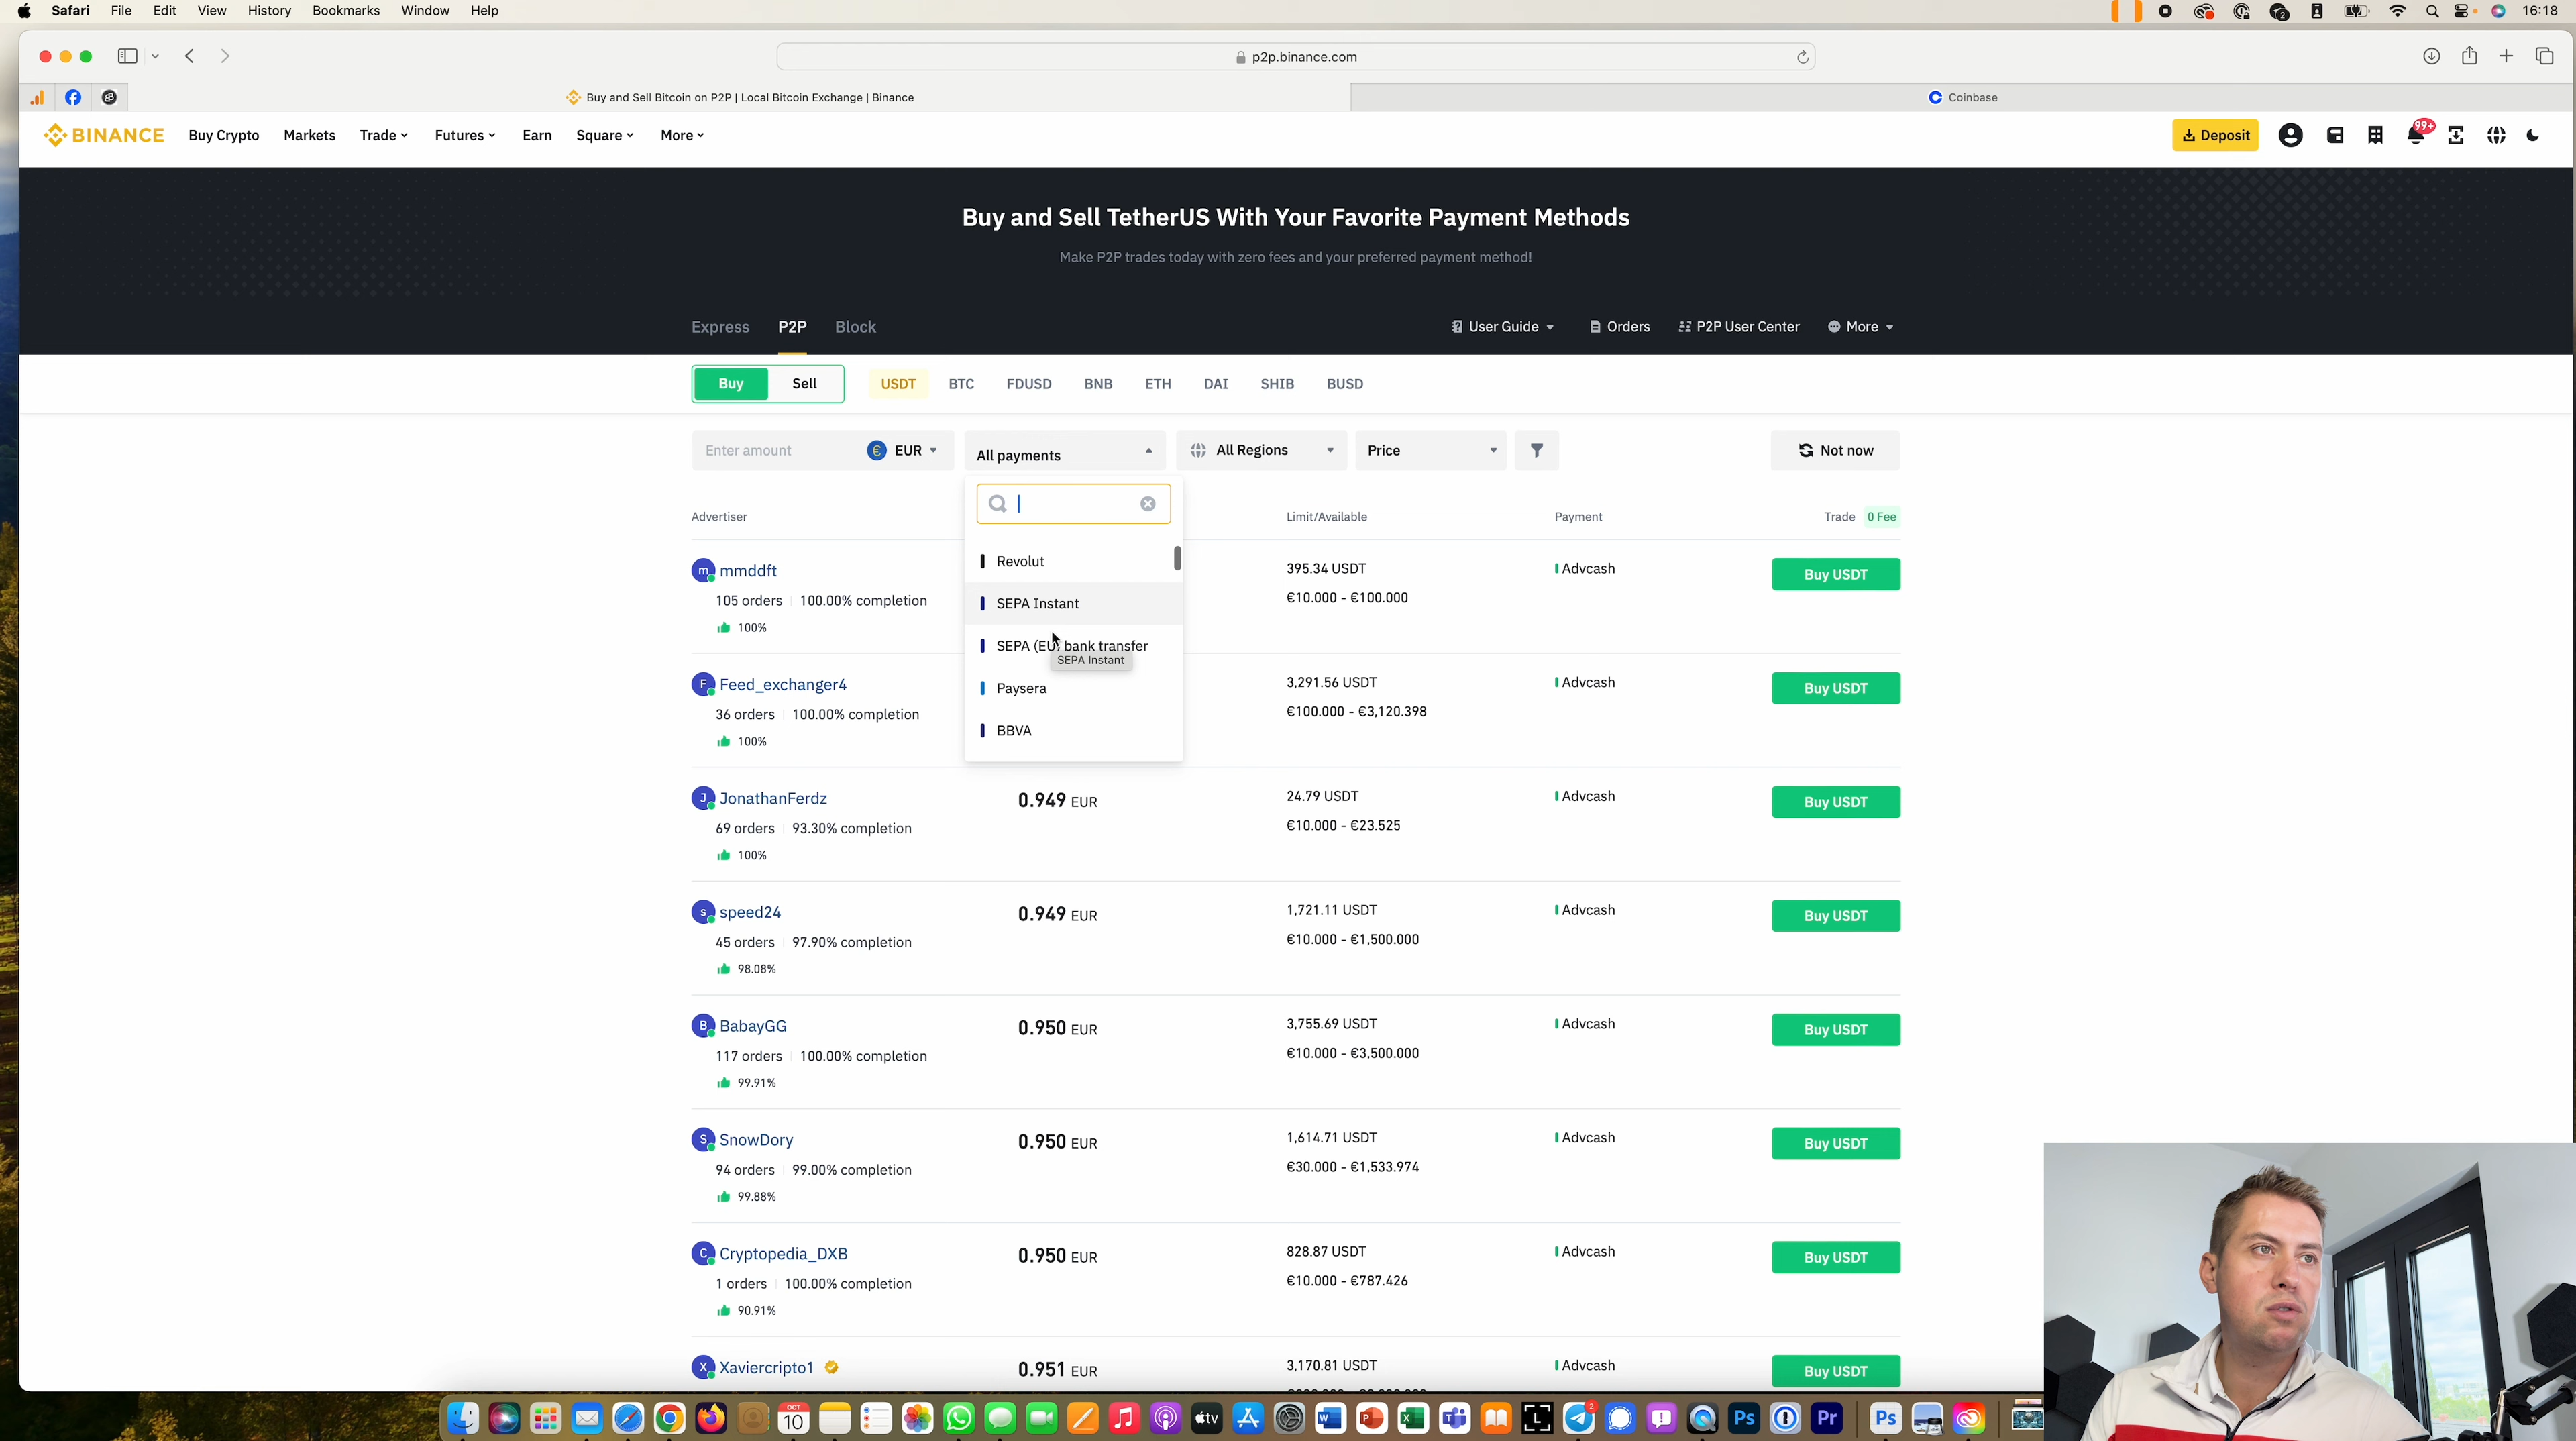 Safari File Edit View History Bookmarks Window Help 2 16:18
p2p.binance.com
Buy and Sell Bitcoin on P2P | Local Bitcoin Exchange | Binance Coinbase
BINANCE Buy Crypto Markets Trade Futures Earn Square More Deposit 99+
Buy and Sell TetherUS With Your Favorite Payment Methods
Make P2P trades today with zero fees and your preferred payment method!
Express P2P Block User Guide Orders P2P User Center More
Buy Sell USDT BTC FDUSD BNB ETH DAI SHIB BUSD
Enter amount € EUR All payments All Regions Price Not now
Advertiser Limit/Available Payment Trade 0 Fee
Revolut
SEPA Instant
SEPA (EU) bank transfer
SEPA Instant
Paysera
BBVA
m mmddft 395.34 USDT Advcash Buy USDT
105 orders 100.00% completion €10.000 - €100.000
100%
F Feed_exchanger4 3,291.56 USDT Advcash Buy USDT
36 orders 100.00% completion €100.000 - €3,120.398
100%
J JonathanFerdz 0.949 EUR 24.79 USDT Advcash Buy USDT
69 orders 93.30% completion €10.000 - €23.525
100%
s speed24 0.949 EUR 1,721.11 USDT Advcash Buy USDT
45 orders 97.90% completion €10.000 - €1,500.000
98.08%
B BabayGG 0.950 EUR 3,755.69 USDT Advcash Buy USDT
117 orders 100.00% completion €10.000 - €3,500.000
99.91%
S SnowDory 0.950 EUR 1,614.71 USDT Advcash Buy USDT
94 orders 99.00% completion €30.000 - €1,533.974
99.88%
C Cryptopedia_DXB 0.950 EUR 828.87 USDT Advcash Buy USDT
1 orders 100.00% completion €10.000 - €787.426
90.91%
X Xaviercripto1 0.951 EUR 3,170.81 USDT Advcash Buy USDT
OCT 10 tv W P X T L 2 Ps Pr Ps